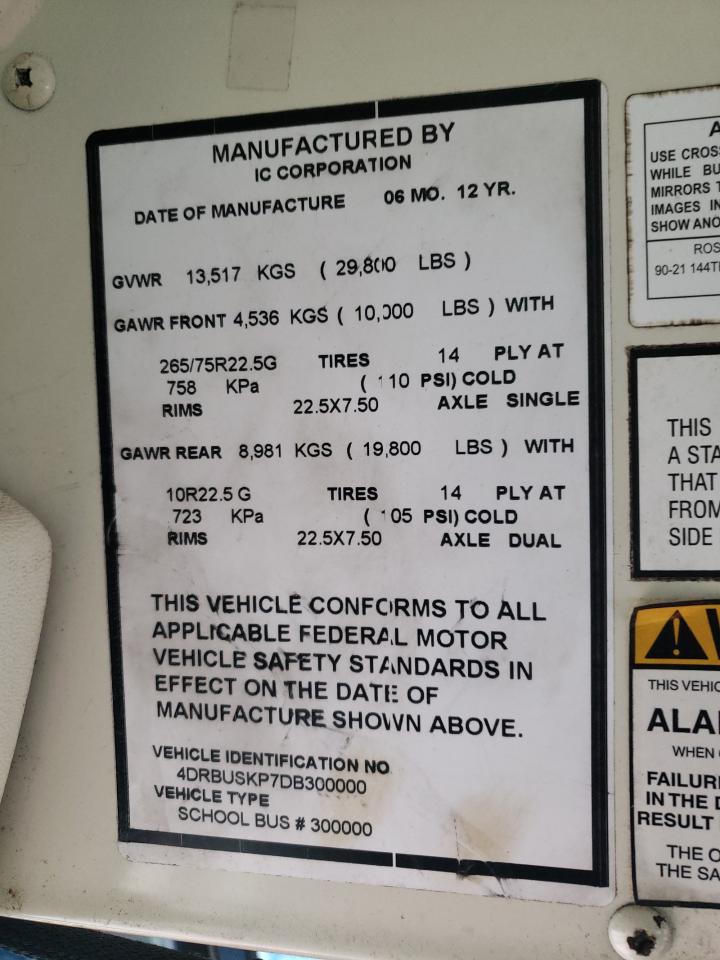 MANUFACTURED BY
IC CORPORATION
DATE OF MANUFACTURE 06 MO. 12 YR.
GVWR 13,517 KGS ( 29,800 LBS )
GAWR FRONT 4,536 KGS ( 10,000 LBS ) WITH
265/75R22.5G TIRES 14 PLY AT
758 KPa ( 110 PSI) COLD
RIMS 22.5X7.50 AXLE SINGLE
GAWR REAR 8,981 KGS ( 19,800 LBS ) WITH
10R22.5 G TIRES 14 PLY AT
723 KPa ( 105 PSI) COLD
RIMS 22.5X7.50 AXLE DUAL
THIS VEHICLE CONFORMS TO ALL
APPLICABLE FEDERAL MOTOR
VEHICLE SAFETY STANDARDS IN
EFFECT ON THE DATE OF
MANUFACTURE SHOWN ABOVE.
VEHICLE IDENTIFICATION NO
4DRBUSKP7DB300000
VEHICLE TYPE
SCHOOL BUS # 300000
USE CROS
WHILE BU
MIRRORS T
IMAGES IN
SHOW ANO
ROS
90-21 144T
THIS
A STA
THAT
FROM
SIDE
THIS VEHIC
ALA
WHEN
FAILUR
IN THE
RESULT
THE O
THE SA